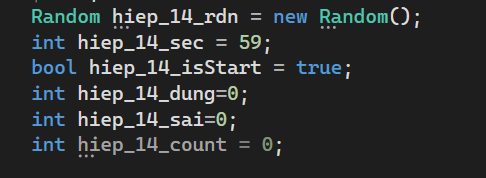 Random hiep_14_rdn = new Random();
int hiep_14_sec = 59;
bool hiep_14_isStart = true;
int hiep_14_dung=0;
int hiep_14_sai=0;
int hiep_14_count = 0;